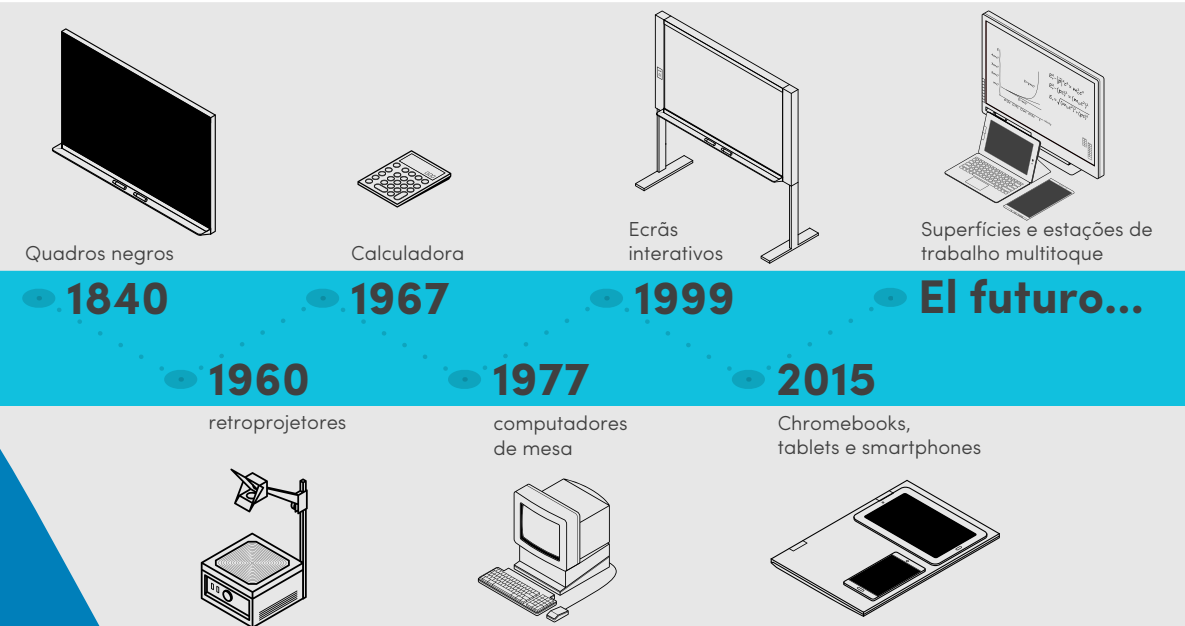 Quadros negros
1840
1960
retroprojetores
Calculadora
1967
1977
computadores
de mesa
Ecrãs
interativos
1999
2015
Chromebooks,
tablets e smartphones
Superfícies e estações de
trabalho multitoque
El futuro...